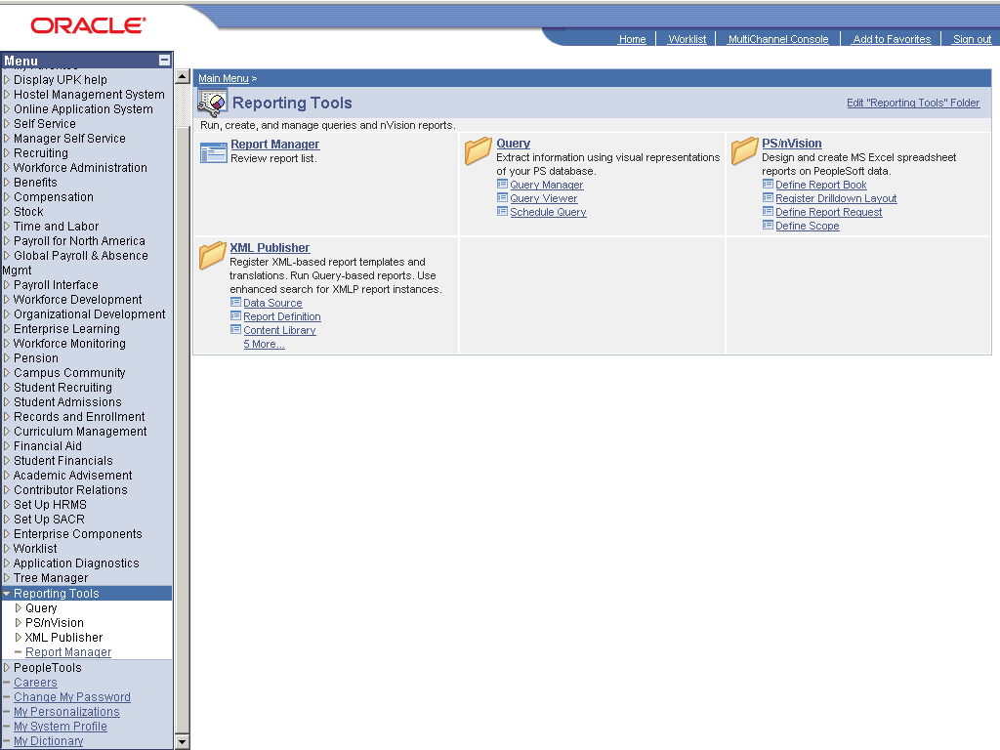 ORACLE®
Home
Worklist
MultiChannel Console
Add to Favorites
Sign out
Menu
Display UPK help
Hostel Management System
Online Application System
Self Service
Manager Self Service
Recruiting
Workforce Administration
Benefits
Compensation
Stock
Time and Labor
Payroll for North America
Global Payroll & Absence
Mgmt
Payroll Interface
Workforce Development
Organizational Development
Enterprise Learning
Workforce Monitoring
Pension
Campus Community
Student Recruiting
Student Admissions
Records and Enrollment
Curriculum Management
Financial Aid
Student Financials
Academic Advisement
Contributor Relations
Set Up HRMS
Set Up SACR
Enterprise Components
Worklist
Application Diagnostics
Tree Manager
Reporting Tools
Query
PS/nVision
XML Publisher
Report Manager
PeopleTools
Careers
Change My Password
My Personalizations
My System Profile
My Dictionary
Main Menu >
Reporting Tools
Edit "Reporting Tools" Folder
Run, create, and manage queries and nVision reports.
Report Manager
Review report list.
Query
Extract information using visual representations
of your PS database.
Query Manager
Query Viewer
Schedule Query
PS/nVision
Design and create MS Excel spreadsheet
reports on PeopleSoft data.
Define Report Book
Register Drilldown Layout
Define Report Request
Define Scope
XML Publisher
Register XML-based report templates and
translations. Run Query-based reports. Use
enhanced search for XMLP report instances.
Data Source
Report Definition
Content Library
5 More...